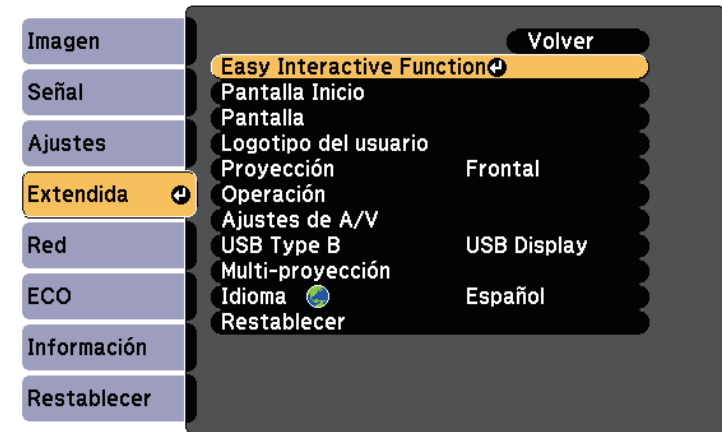 Imagen
Señal
Ajustes
Extendida
Red
ECO
Información
Restablecer
Volver
Easy Interactive Function
Pantalla Inicio
Pantalla
Logotipo del usuario
Proyección Frontal
Operación
Ajustes de A/V
USB Type B USB Display
Multi-proyección
Idioma Español
Restablecer